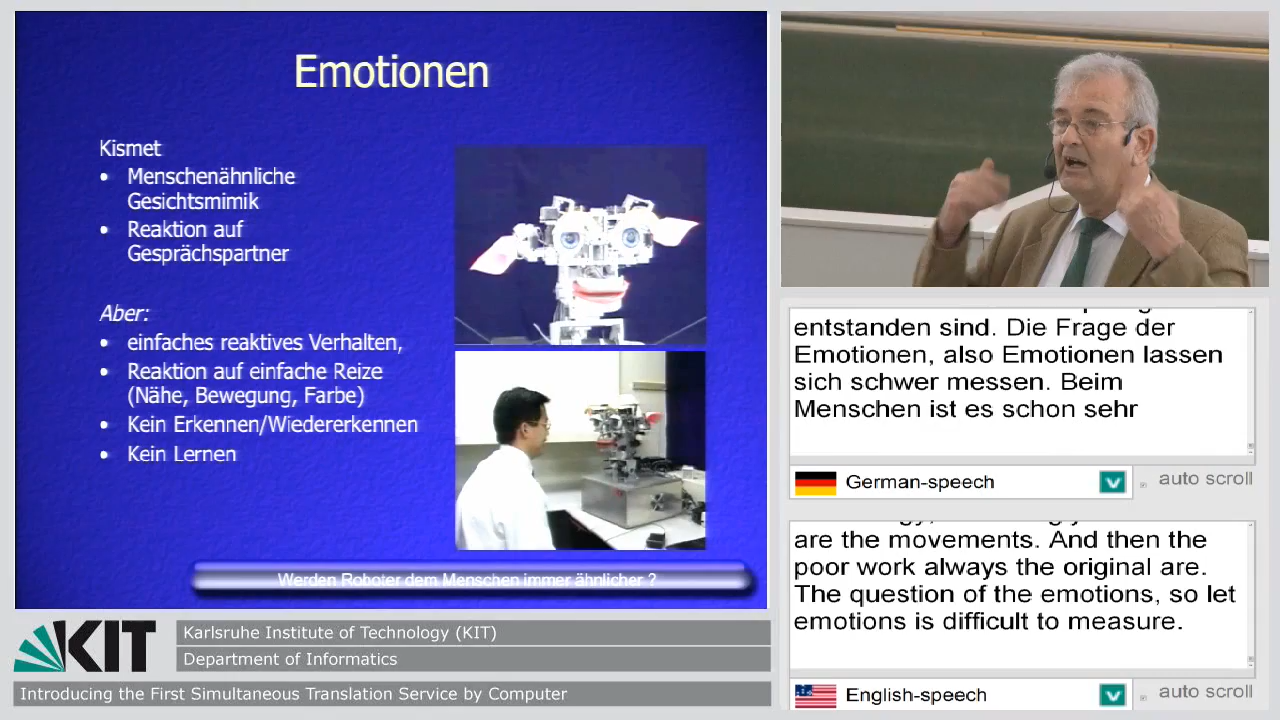 Emotionen
Kismet
• Menschenähnliche
Gesichtsmimik
• Reaktion auf
Gesprächspartner
Aber:
• einfaches reaktives Verhalten,
• Reaktion auf einfache Reize
(Nähe, Bewegung, Farbe)
• Kein Erkennen/Wiedererkennen
• Kein Lernen
Werden Roboter dem Menschen immer ähnlicher ?
entstanden sind. Die Frage der
Emotionen, also Emotionen lassen
sich schwer messen. Beim
Menschen ist es schon sehr
German-speech
auto scroll
are the movements. And then the
poor work always the original are.
The question of the emotions, so let
emotions is difficult to measure.
English-speech
auto scroll
KIT
Karlsruhe Institute of Technology (KIT)
Department of Informatics
Introducing the First Simultaneous Translation Service by Computer